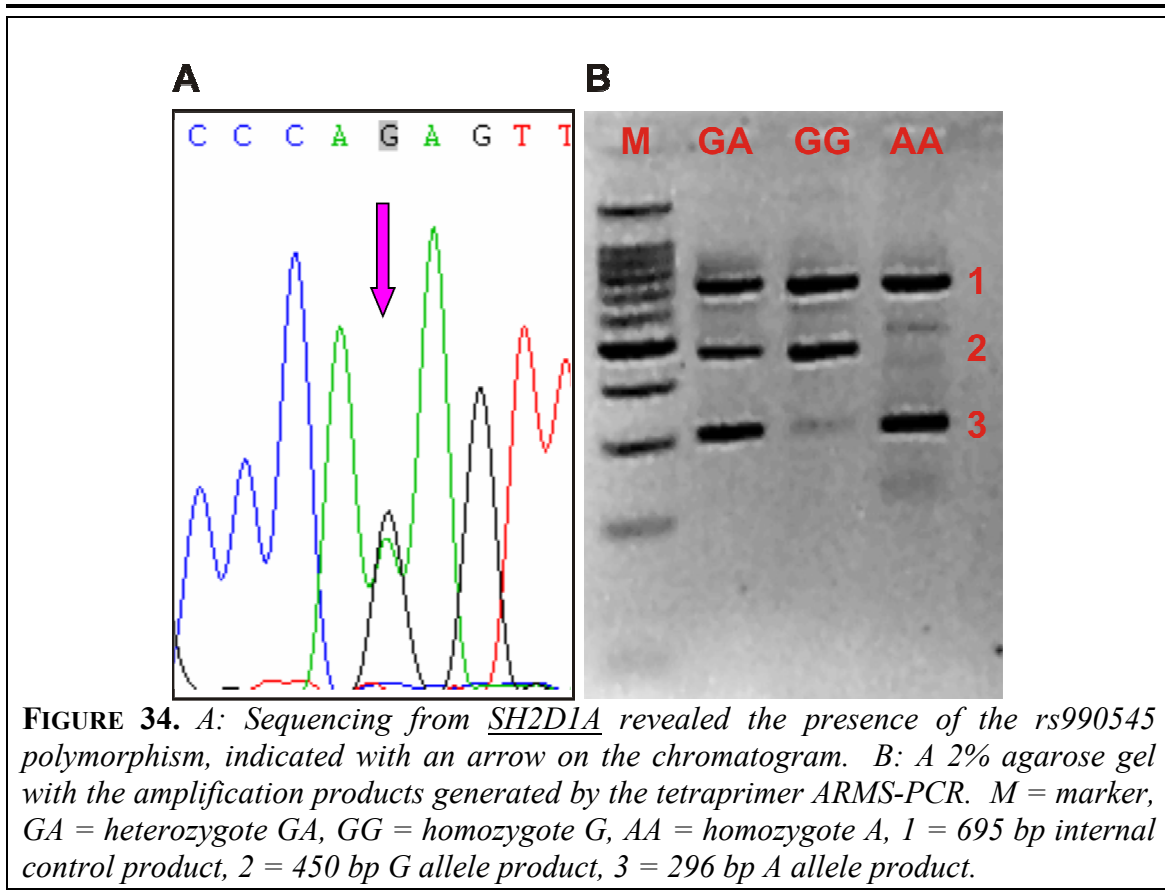 A
B
C C C A G A G T T
M GA GG AA
1
2
3
FIGURE 34. A: Sequencing from SH2D1A revealed the presence of the rs990545
polymorphism, indicated with an arrow on the chromatogram. B: A 2% agarose gel
with the amplification products generated by the tetraprimer ARMS-PCR. M = marker,
GA = heterozygote GA, GG = homozygote G, AA = homozygote A, 1 = 695 bp internal
control product, 2 = 450 bp G allele product, 3 = 296 bp A allele product.